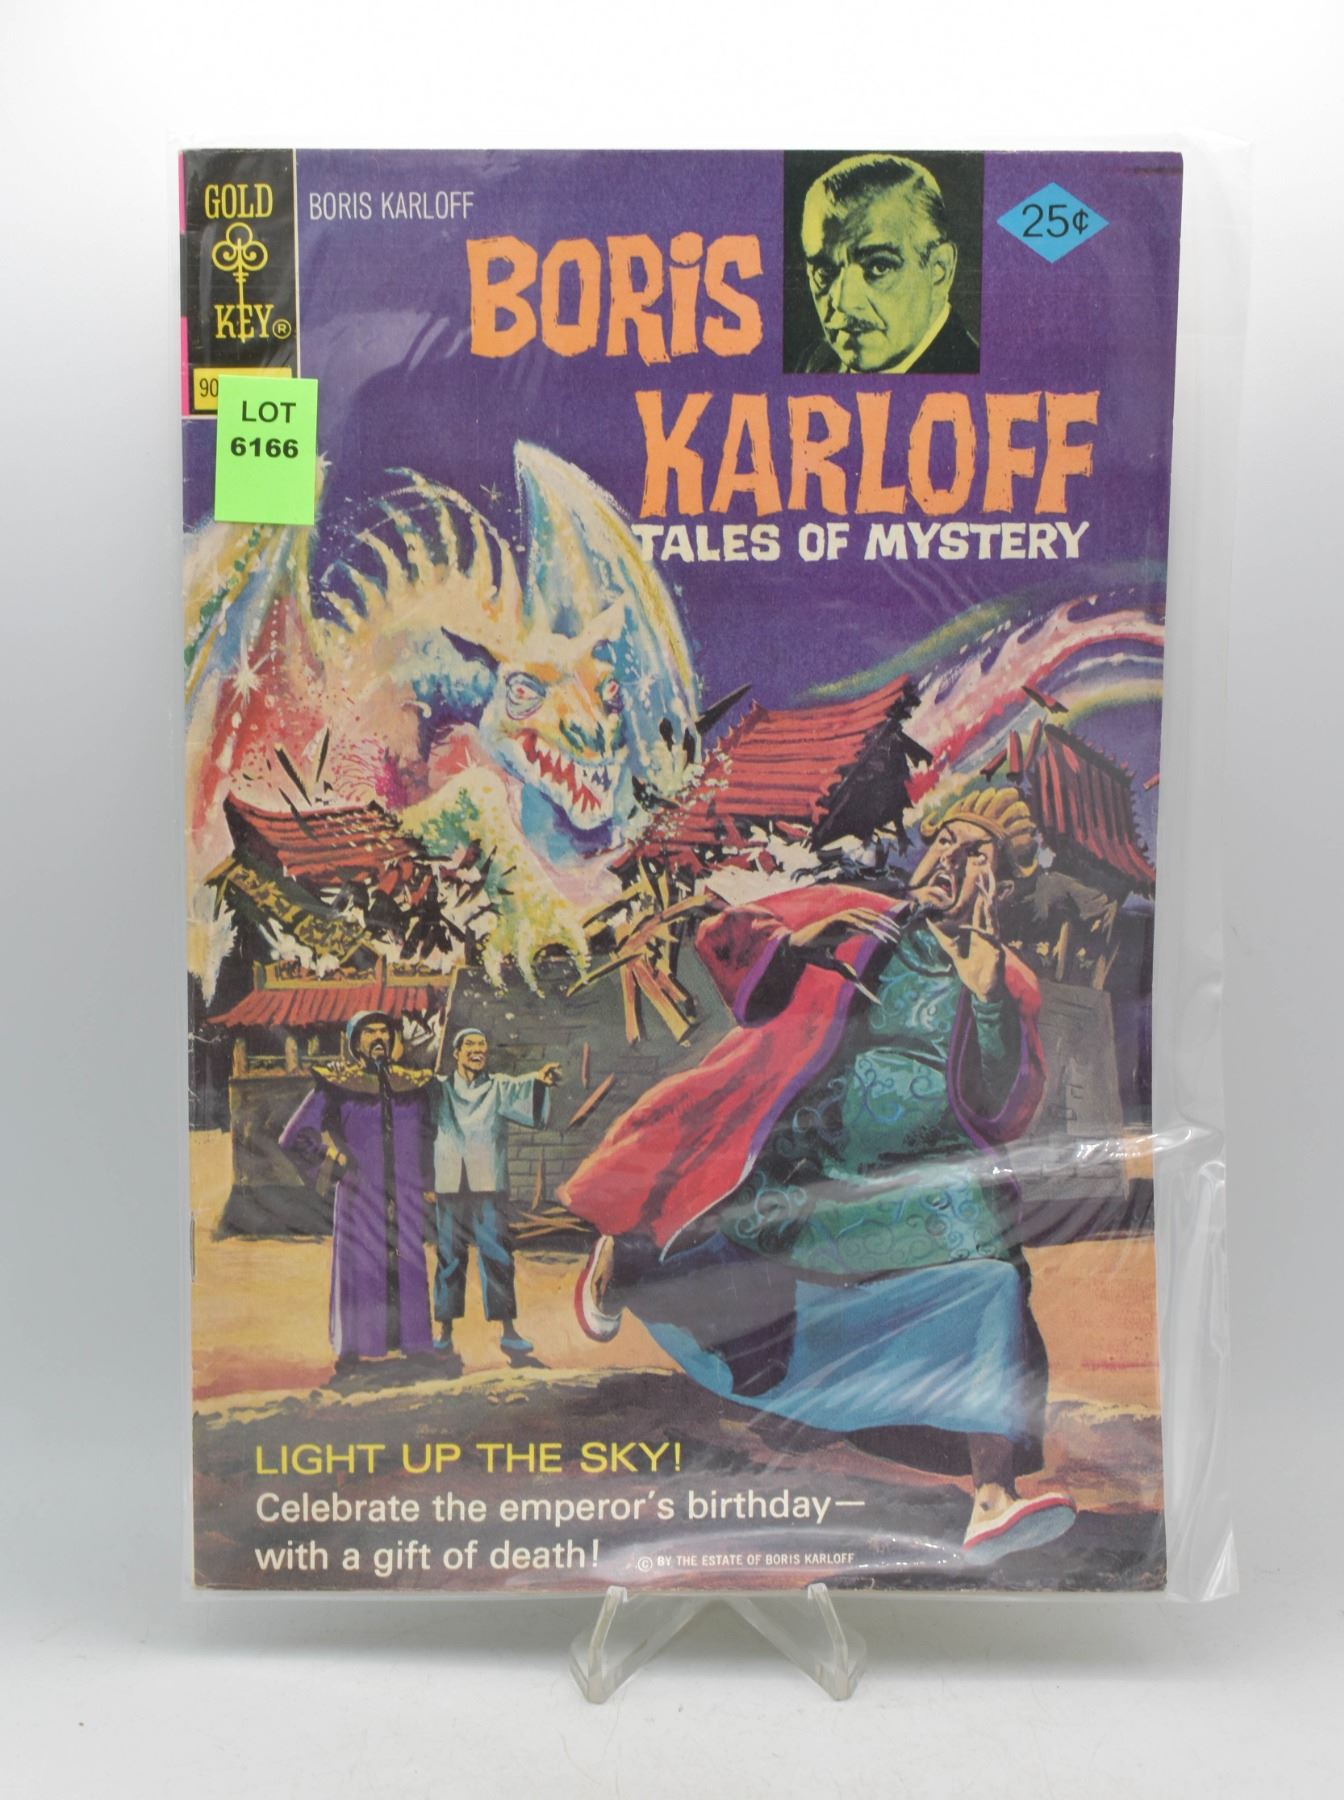 GOLD
KEY®
BORIS KARLOFF
BORIS
KARLOFF
TALES OF MYSTERY
25¢
90
LOT
6166
LIGHT UP THE SKY!
Celebrate the emperor's birthday—
with a gift of death!
© BY THE ESTATE OF BORIS KARLOFF